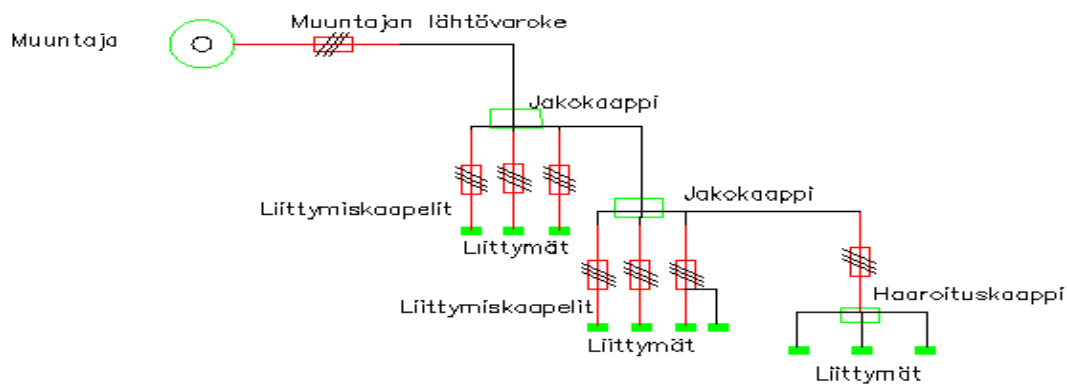 Muuntajan lähtövaroke
Muuntaja
Jakokaappi
Jakokaappi
Liittymiskaapelit
Liittymät
Haaroituskaappi
Liittymiskaapelit
Liittymät
Liittymät